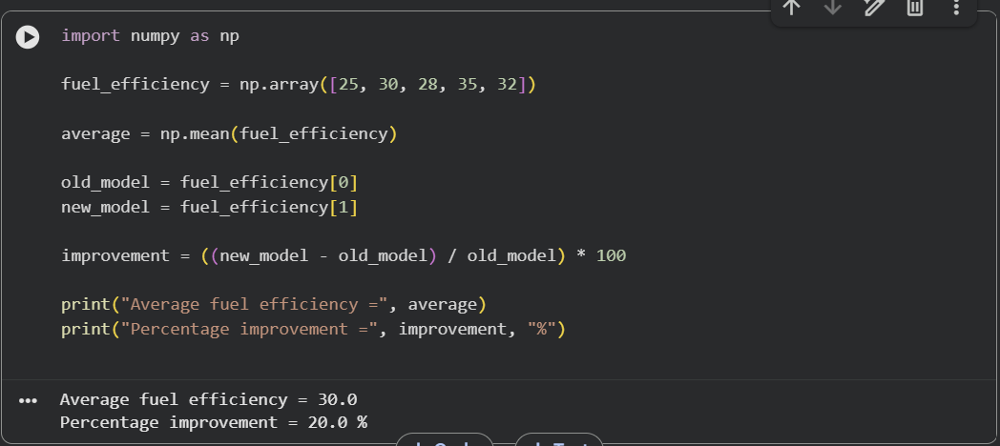 import numpy as np
fuel_efficiency = np.array([25, 30, 28, 35, 32])
average = np.mean(fuel_efficiency)
old_model = fuel_efficiency[0]
new_model = fuel_efficiency[1]
improvement = ((new_model - old_model) / old_model) * 100
print("Average fuel efficiency =", average)
print("Percentage improvement =", improvement, "%")
Average fuel efficiency = 30.0
Percentage improvement = 20.0 %